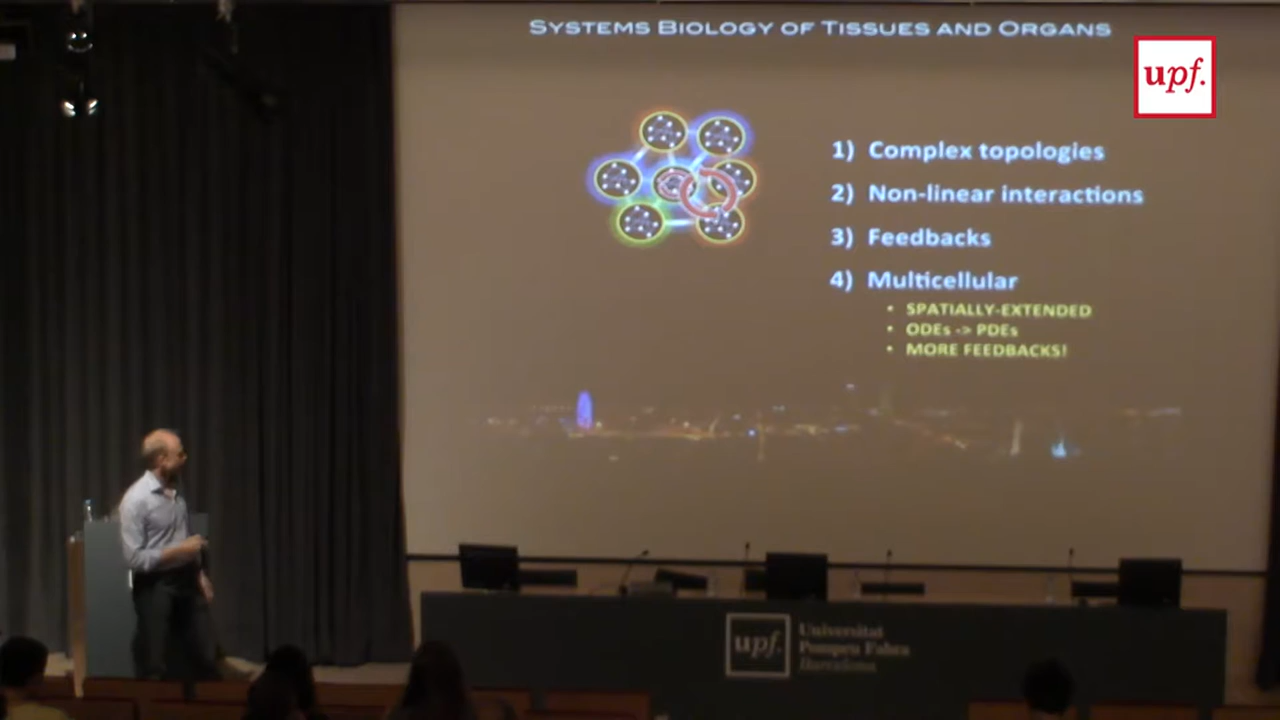 SYSTEMS BIOLOGY OF TISSUES AND ORGANS
upf.
1) Complex topologies
2) Non-linear interactions
3) Feedbacks
4) Multicellular
• SPATIALLY-EXTENDED
• ODEs -> PDEs
• MORE FEEDBACKS!
upf.
Universitat
Pompeu Fabra
Barcelona